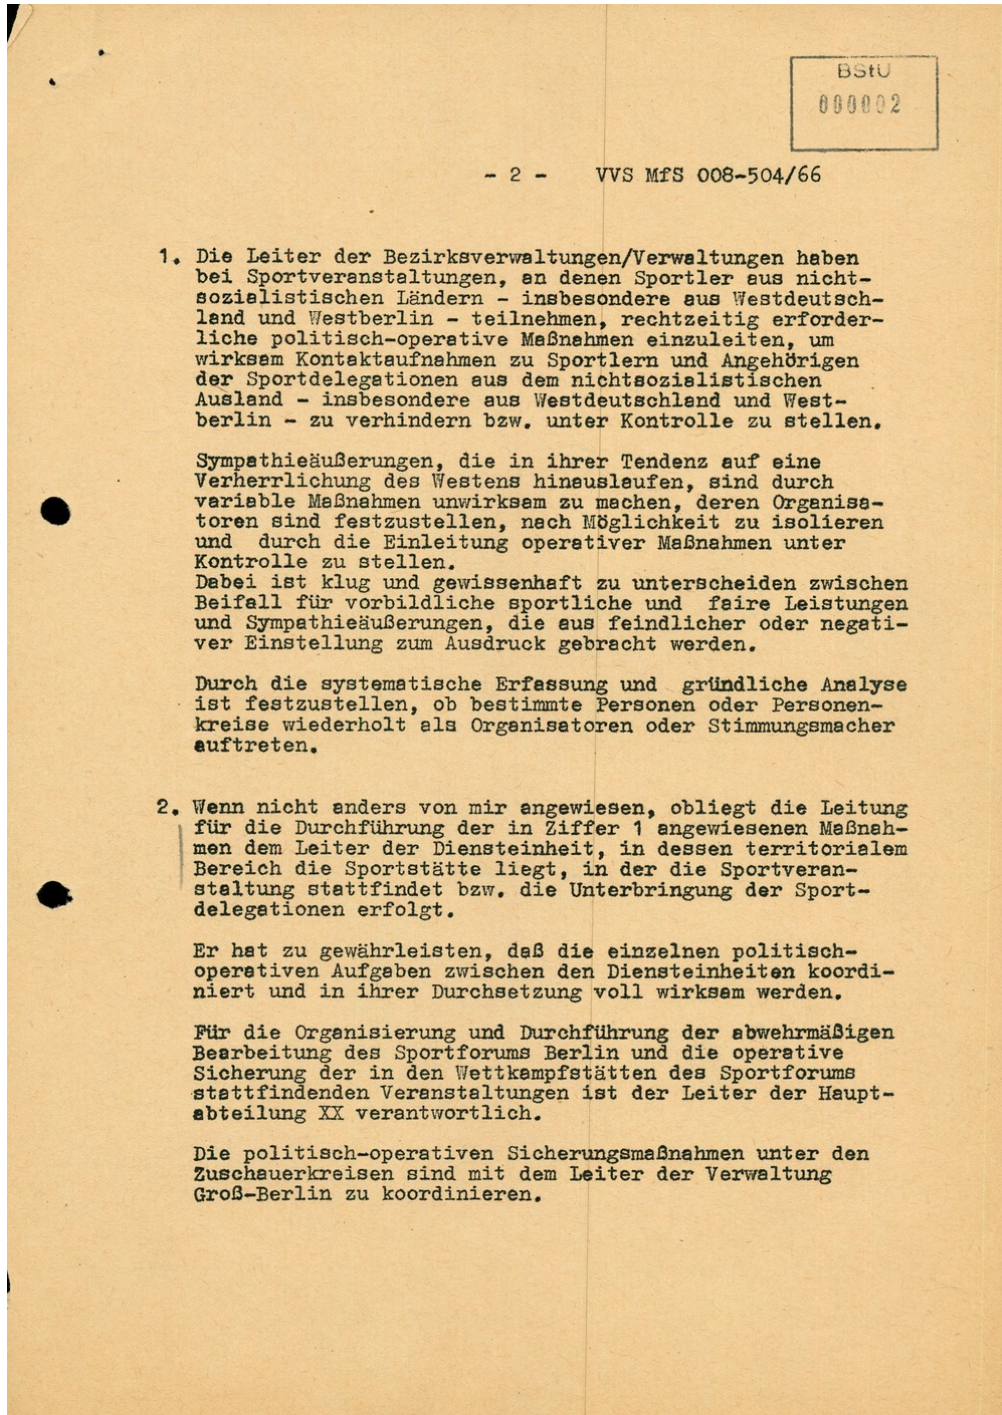 BStU
000002
- 2 - VVS MfS 008-504/66
1. Die Leiter der Bezirksverwaltungen/Verwaltungen haben
bei Sportveranstaltungen, an denen Sportler aus nicht-
sozialistischen Ländern - insbesondere aus Westdeutsch-
land und Westberlin - teilnehmen, rechtzeitig erforder-
liche politisch-operative Maßnahmen einzuleiten, um
wirksam Kontaktaufnahmen zu Sportlern und Angehörigen
der Sportdelegationen aus dem nichtsozialistischen
Ausland - insbesondere aus Westdeutschland und West-
berlin - zu verhindern bzw. unter Kontrolle zu stellen.
Sympathieäußerungen, die in ihrer Tendenz auf eine
Verherrlichung des Westens hinauslaufen, sind durch
variable Maßnahmen unwirksam zu machen, deren Organisa-
toren sind festzustellen, nach Möglichkeit zu isolieren
und durch die Einleitung operativer Maßnahmen unter
Kontrolle zu stellen.
Dabei ist klug und gewissenhaft zu unterscheiden zwischen
Beifall für vorbildliche sportliche und faire Leistungen
und Sympathieäußerungen, die aus feindlicher oder negati-
ver Einstellung zum Ausdruck gebracht werden.
Durch die systematische Erfassung und gründliche Analyse
ist festzustellen, ob bestimmte Personen oder Personen-
kreise wiederholt als Organisatoren oder Stimmungsmacher
auftreten.
2. Wenn nicht anders von mir angewiesen, obliegt die Leitung
für die Durchführung der in Ziffer 1 angewiesenen Maßnah-
men dem Leiter der Diensteinheit, in dessen territorialem
Bereich die Sportstätte liegt, in der die Sportveran-
staltung stattfindet bzw. die Unterbringung der Sport-
delegationen erfolgt.
Er hat zu gewährleisten, daß die einzelnen politisch-
operativen Aufgaben zwischen den Diensteinheiten koordi-
niert und in ihrer Durchsetzung voll wirksam werden.
Für die Organisierung und Durchführung der abwehrmäßigen
Bearbeitung des Sportforums Berlin und die operative
Sicherung der in den Wettkampfstätten des Sportforums
stattfindenden Veranstaltungen ist der Leiter der Haupt-
abteilung XX verantwortlich.
Die politisch-operativen Sicherungsmaßnahmen unter den
Zuschauerkreisen sind mit dem Leiter der Verwaltung
Groß-Berlin zu koordinieren.